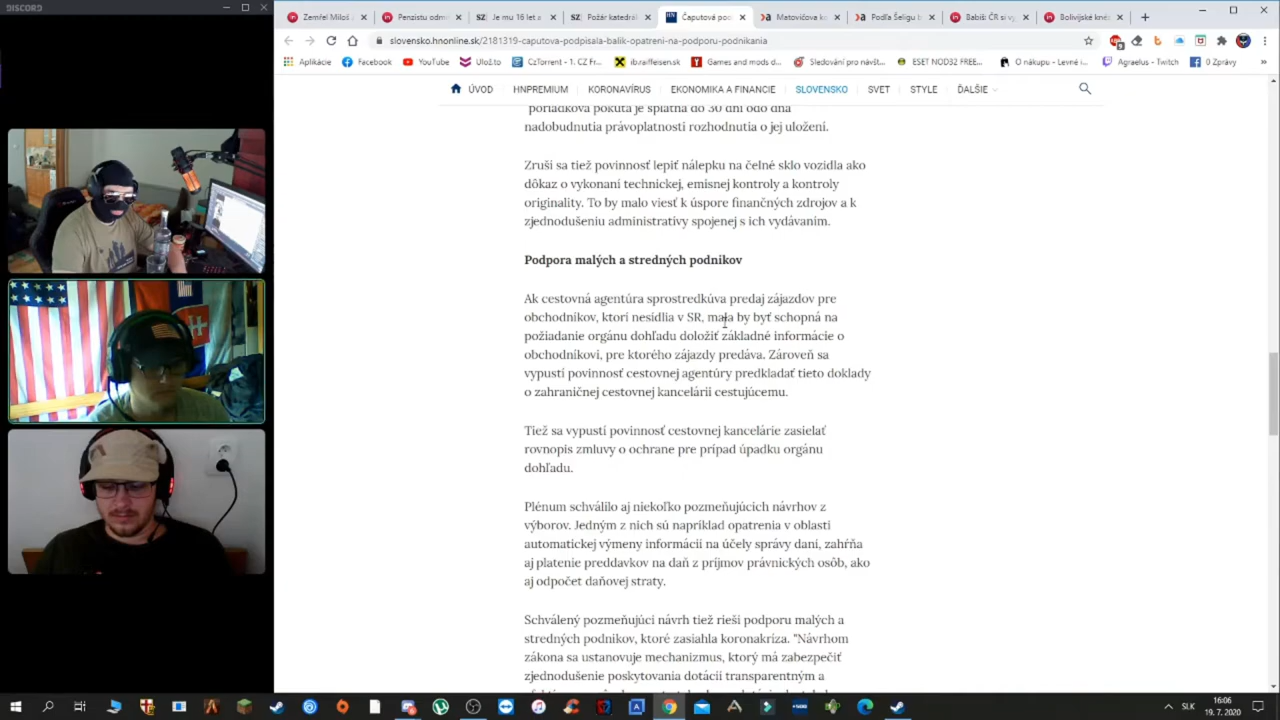 DISCORD
Zemřel Miloš
Penzistu odm
Je mu 16 let a
Požár katedrál
Čaputová pod
Matovičova k
Podľa Šeligu b
Babiš: ČR si v
Bolívijské kněz
slovensko.hnonline.sk/2181319-caputova-podpisala-balik-opatreni-na-podporu-podnikania
Aplikácie
Facebook
YouTube
Ulož.to
CzTorrent - 1. CZ Fr...
ib.raiffeisen.sk
Games and mods d...
Sledování pro návšt...
ESET NOD32 FREE...
O nákupu - Levné i...
Agraelus - Twitch
0 Zprávy
»
ÚVOD
HNPREMIUM
KORONAVÍRUS
EKONOMIKA A FINANCIE
SLOVENSKO
SVET
STYLE
ĎALŠIE
poriadková pokuta je splatná do 30 dní odo dňa
nadobudnutia právoplatnosti rozhodnutia o jej uložení.
Zruší sa tiež povinnosť lepiť nálepku na čelné sklo vozidla ako
dôkaz o vykonaní technickej, emisnej kontroly a kontroly
originality. To by malo viesť k úspore finančných zdrojov a k
zjednodušeniu administratívy spojenej s ich vydávaním.
Podpora malých a stredných podnikov
Ak cestovná agentúra sprostredkúva predaj zájazdov pre
obchodníkov, ktorí nesídlia v SR, mala by byť schopná na
požiadanie orgánu dohľadu doložiť základné informácie o
obchodníkovi, pre ktorého zájazdy predáva. Zároveň sa
vypustí povinnosť cestovnej agentúry predkladať tieto doklady
o zahraničnej cestovnej kancelárii cestujúcemu.
Tiež sa vypustí povinnosť cestovnej kancelárie zasielať
rovnopis zmluvy o ochrane pre prípad úpadku orgánu
dohľadu.
Plénum schválilo aj niekoľko pozmeňujúcich návrhov z
výborov. Jedným z nich sú napríklad opatrenia v oblasti
automatickej výmeny informácií na účely správy daní, zahŕňa
aj platenie preddavkov na daň z príjmov právnických osôb, ako
aj odpočet daňovej straty.
Schválený pozmeňujúci návrh tiež rieši podporu malých a
stredných podnikov, ktoré zasiahla koronakríza. "Návrhom
zákona sa ustanovuje mechanizmus, ktorý má zabezpečiť
zjednodušenie poskytovania dotácií transparentným a
SLK
16:06
19. 7. 2020